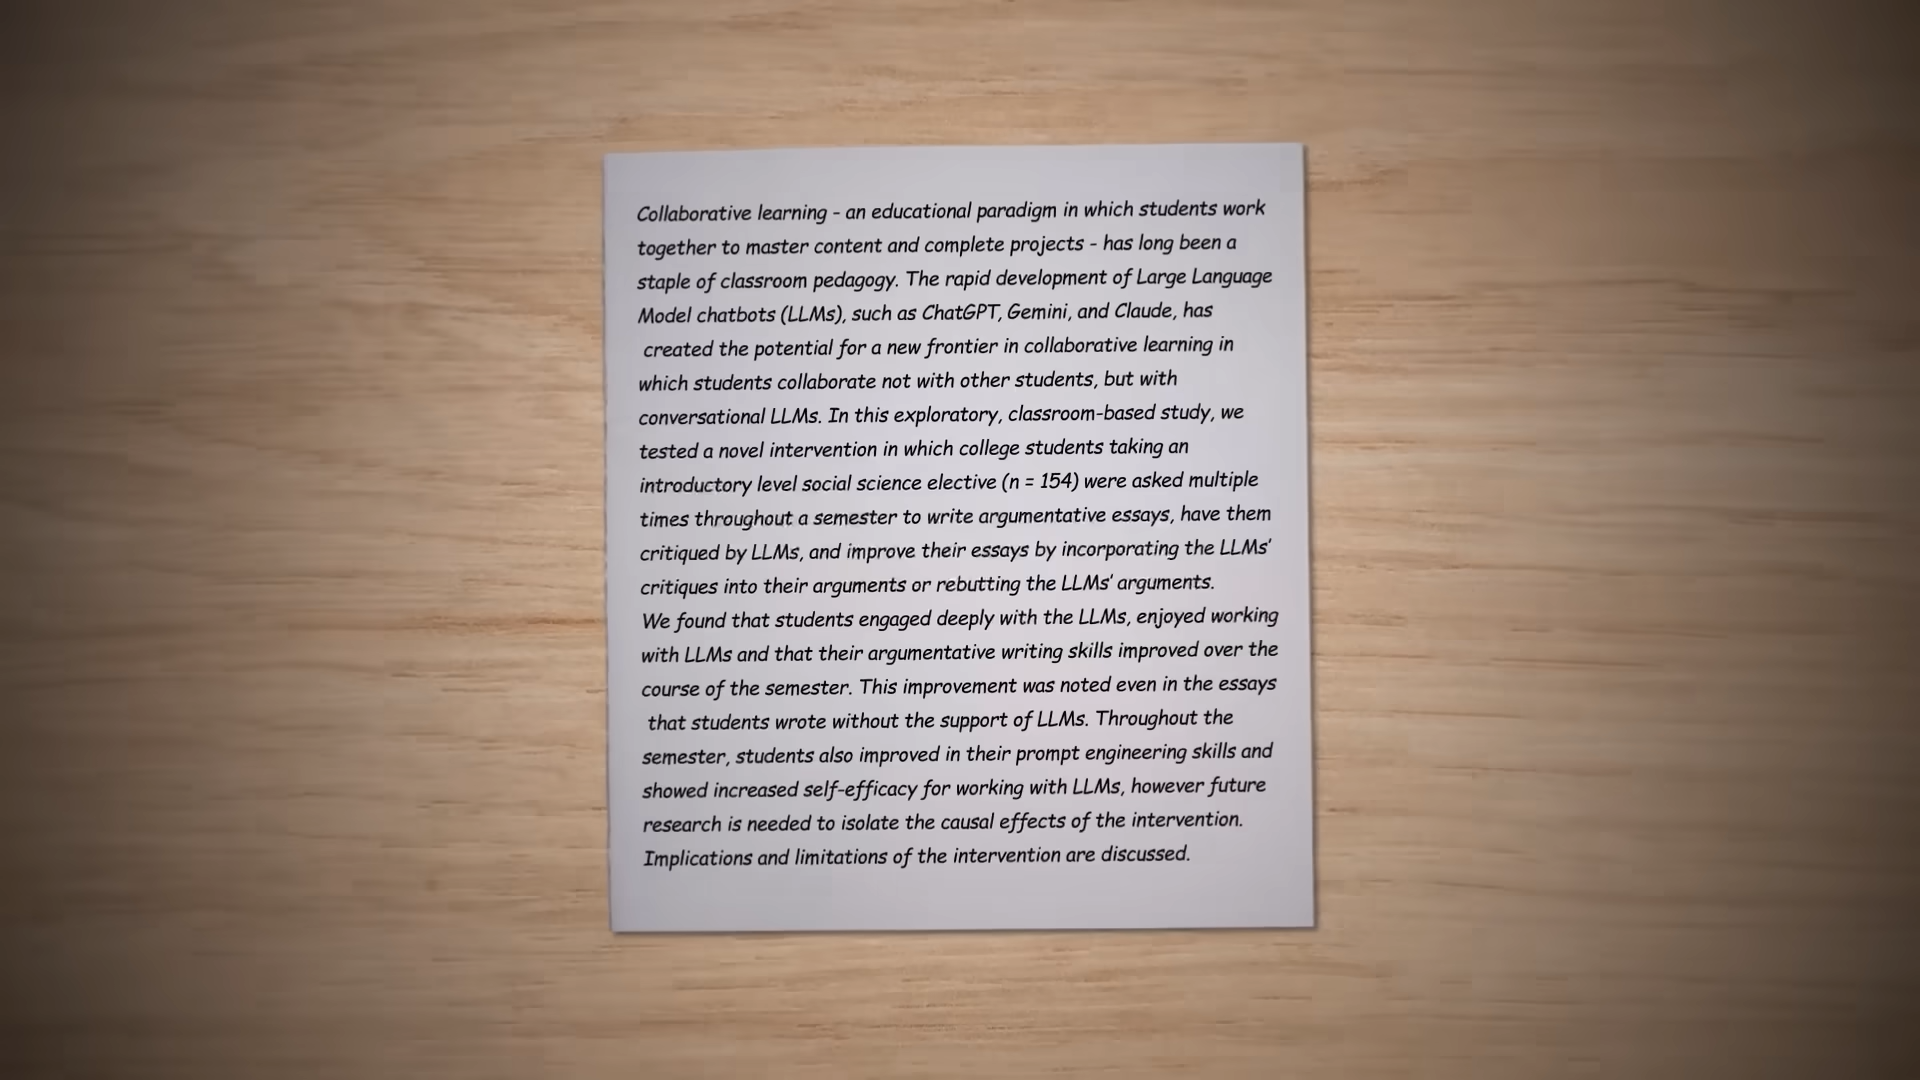 Collaborative learning - an educational paradigm in which students work
together to master content and complete projects - has long been a
staple of classroom pedagogy. The rapid development of Large Language
Model chatbots (LLMs), such as ChatGPT, Gemini, and Claude, has
created the potential for a new frontier in collaborative learning in
which students collaborate not with other students, but with
conversational LLMs. In this exploratory, classroom-based study, we
tested a novel intervention in which college students taking an
introductory level social science elective (n = 154) were asked multiple
times throughout a semester to write argumentative essays, have them
critiqued by LLMs, and improve their essays by incorporating the LLMs'
critiques into their arguments or rebutting the LLMs' arguments.
We found that students engaged deeply with the LLMs, enjoyed working
with LLMs and that their argumentative writing skills improved over the
course of the semester. This improvement was noted even in the essays
that students wrote without the support of LLMs. Throughout the
semester, students also improved in their prompt engineering skills and
showed increased self-efficacy for working with LLMs, however future
research is needed to isolate the causal effects of the intervention.
Implications and limitations of the intervention are discussed.